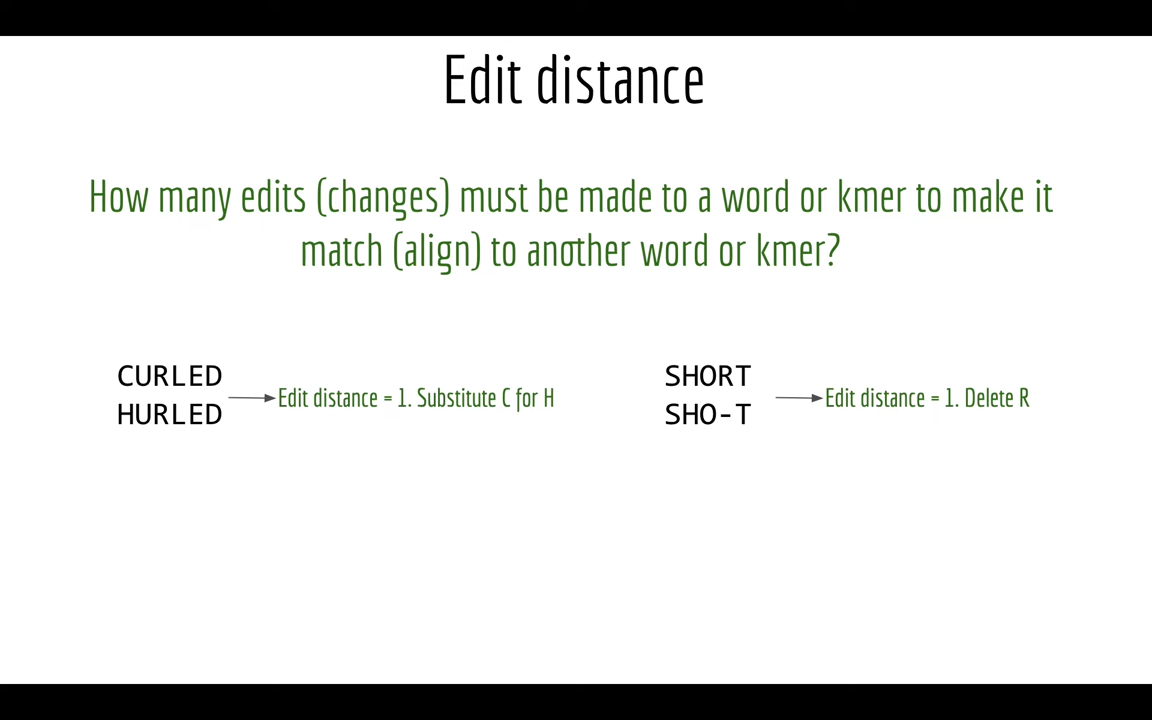 Edit distance
How many edits (changes) must be made to a word or kmer to make it
match (align) to another word or kmer?
CURLED
HURLED
Edit distance = 1. Substitute C for H
SHORT
SHO-T
Edit distance = 1. Delete R